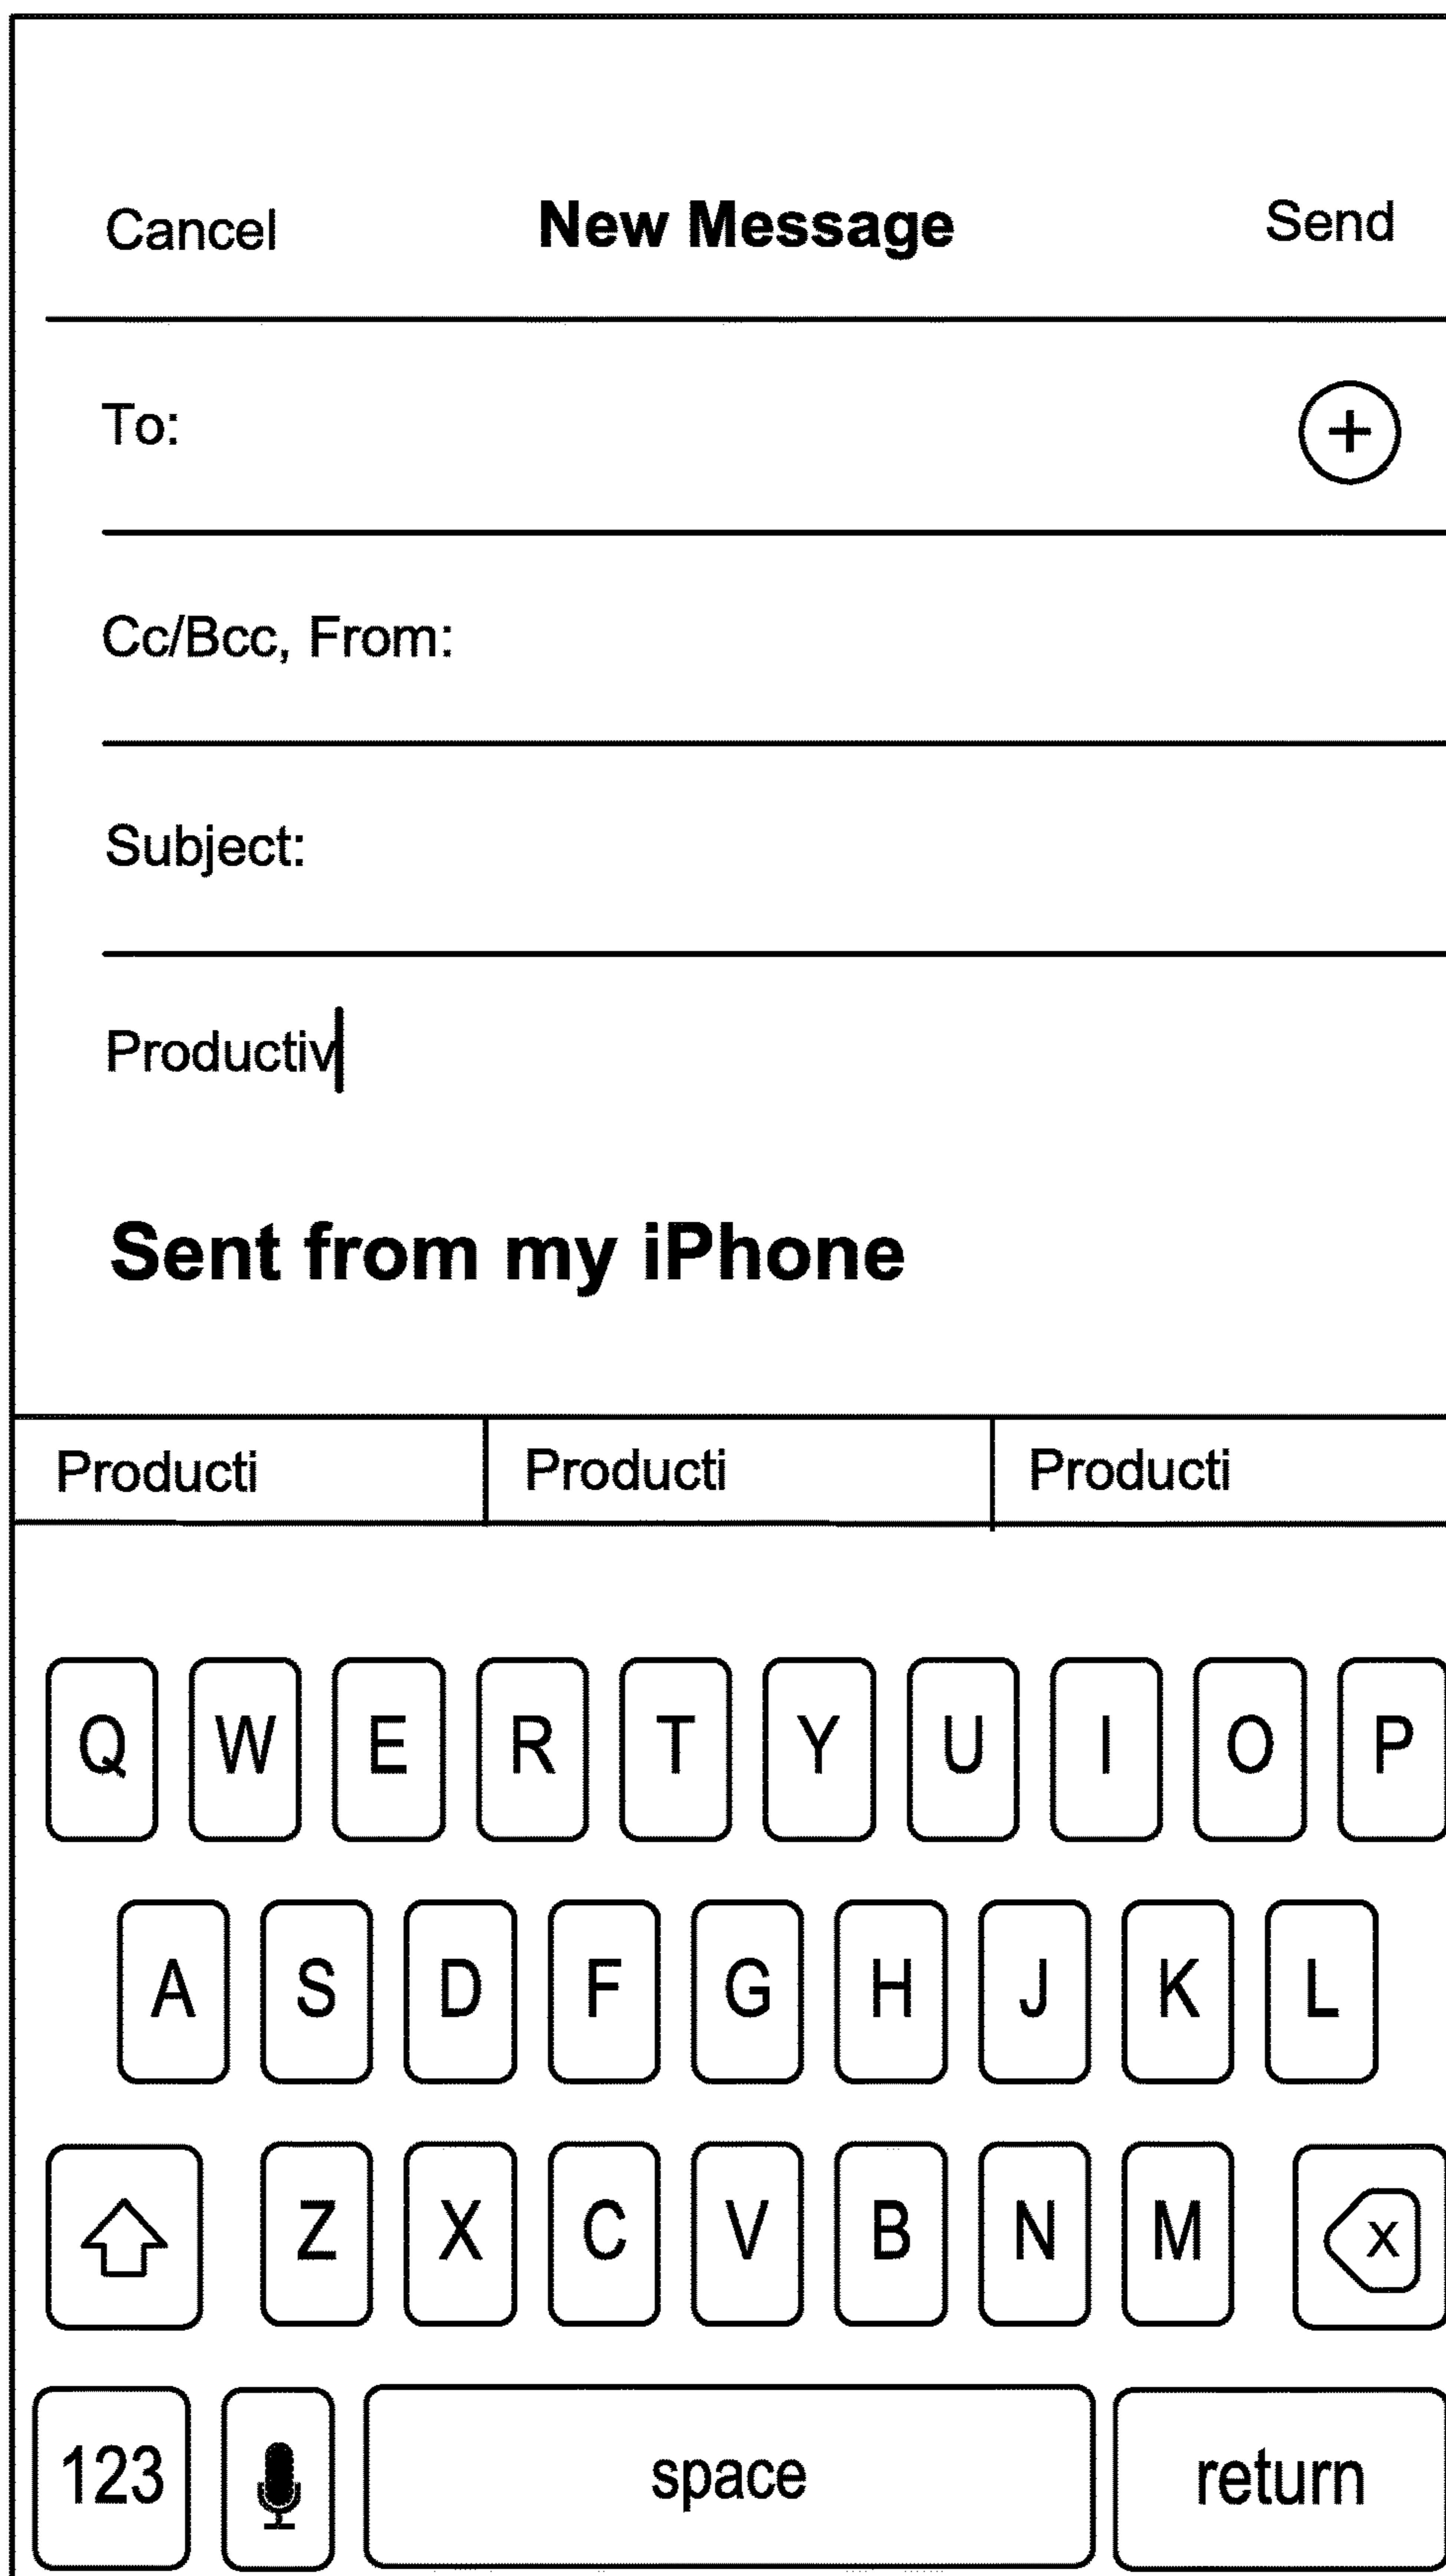 Cancel New Message Send
To: +
Cc/Bcc, From:
Subject:
Productiv
Sent from my iPhone
Producti Producti Producti
Q W E R T Y U I O P
A S D F G H J K L
Z X C V B N M X
123 space return